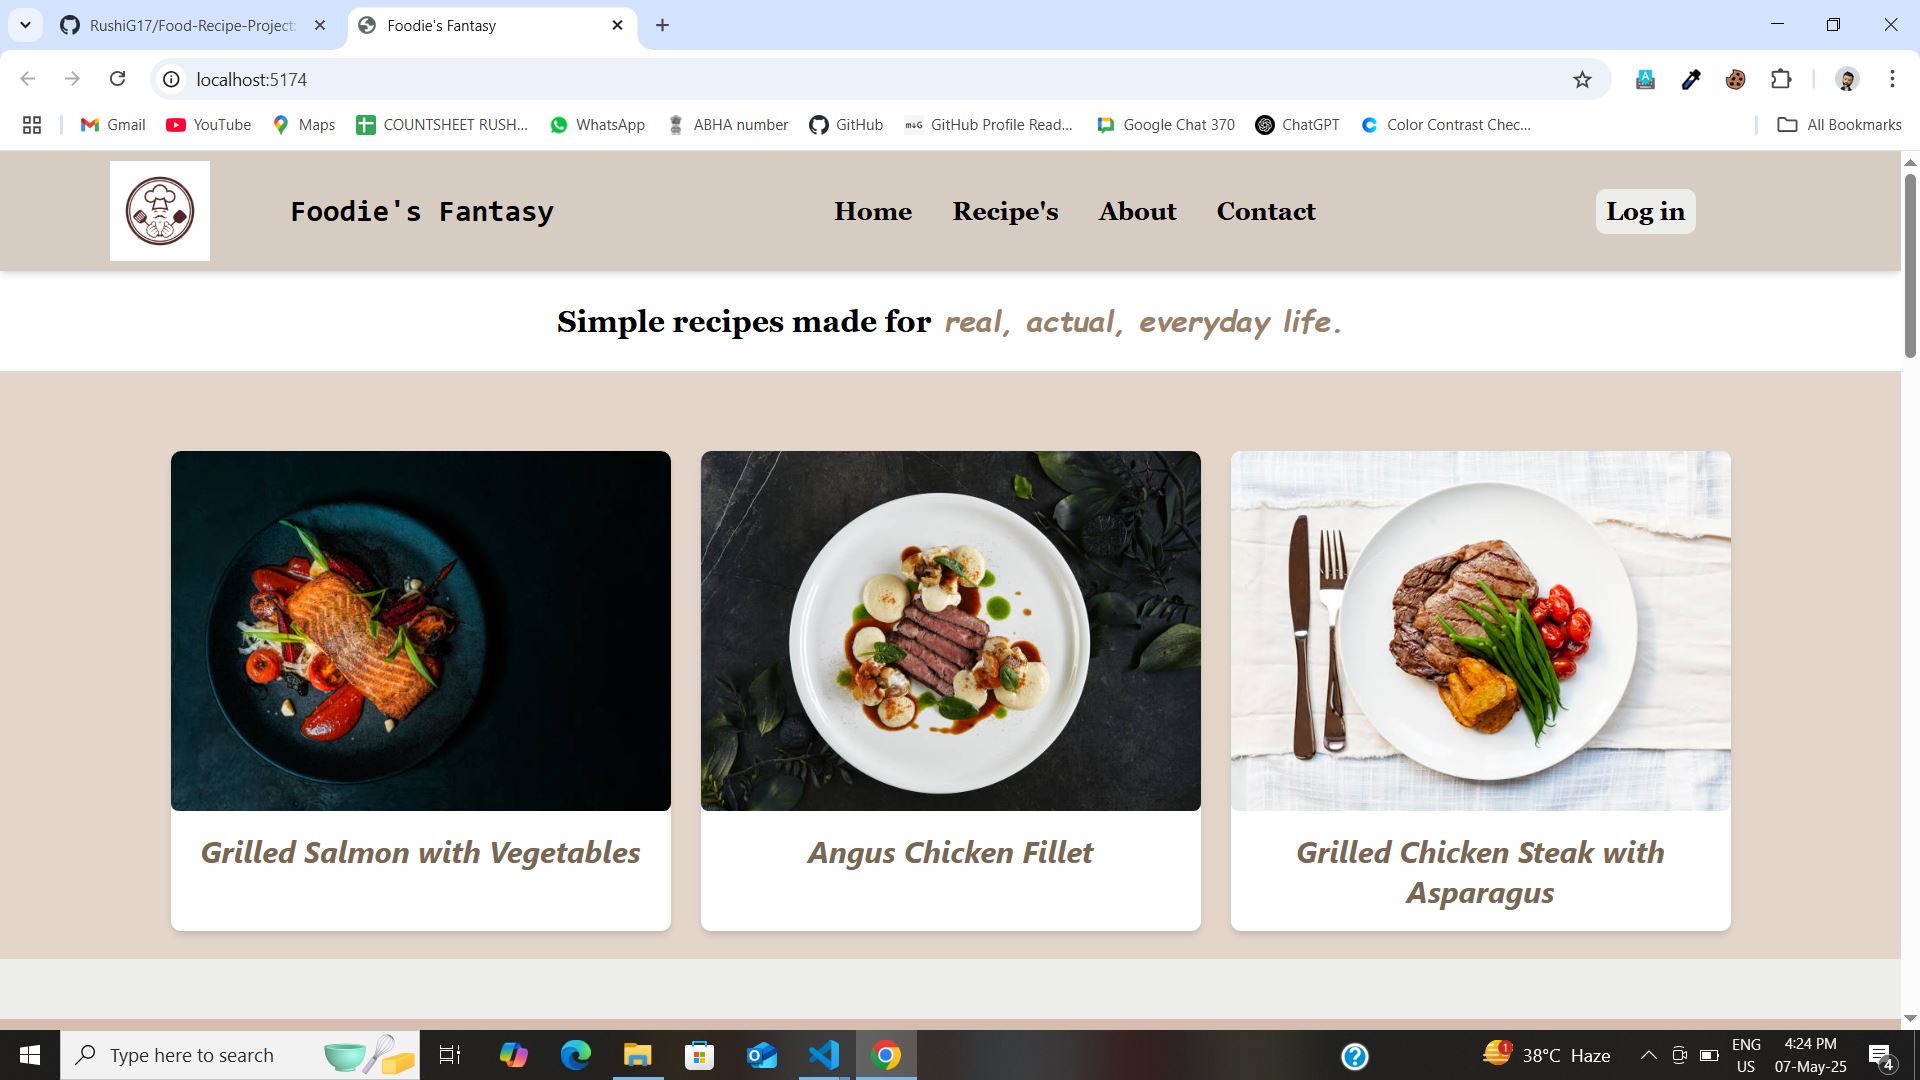 RushiG17/Food-Recipe-Project:
Foodie's Fantasy
localhost:5174
Gmail
YouTube
Maps
COUNTSHEET RUSH...
WhatsApp
ABHA number
GitHub
m+G
GitHub Profile Read...
Google Chat 370
ChatGPT
Color Contrast Chec...
All Bookmarks
Foodie's Fantasy
Home
Recipe's
About
Contact
Log in
Simple recipes made for real, actual, everyday life.
Grilled Salmon with Vegetables
Angus Chicken Fillet
Grilled Chicken Steak with
Asparagus
Type here to search
1
38°C Haze
ENG
US
4:24 PM
07-May-25
4